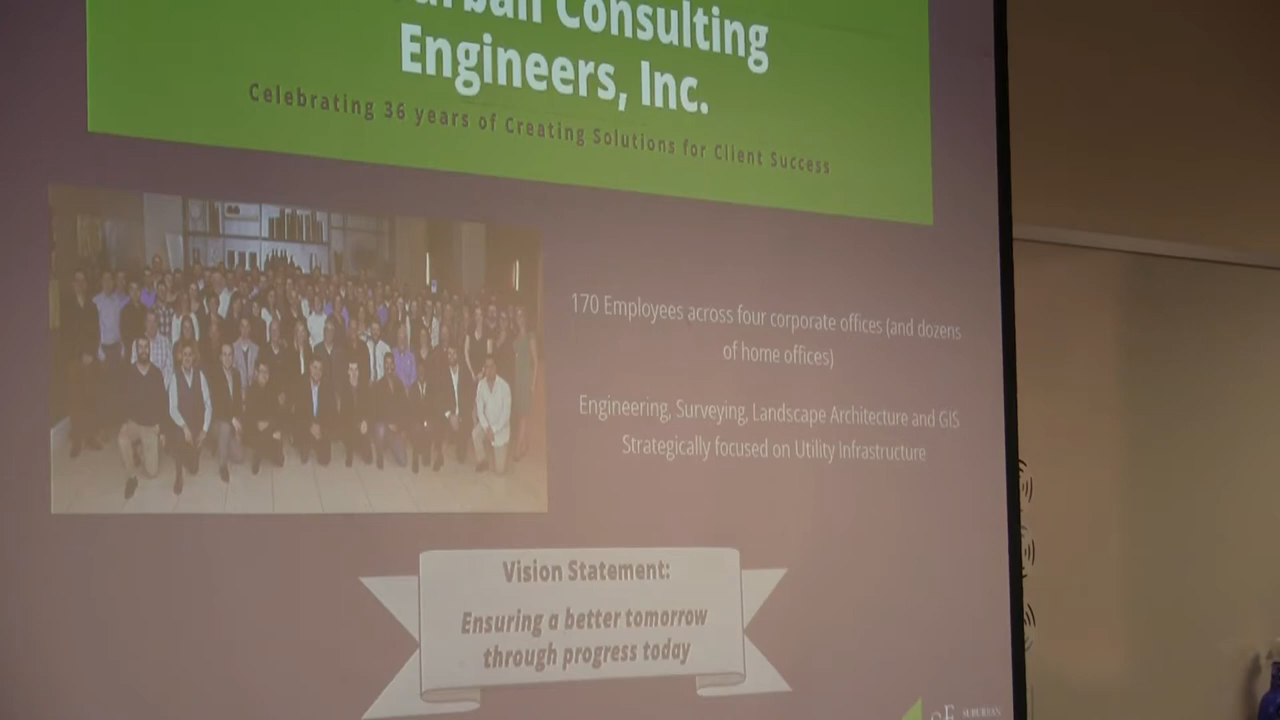 Consulting
Engineers, Inc.
Celebrating 36 years of Creating Solutions for Client Success
170 Employees across four corporate offices (and dozens
of home offices)
Engineering, Surveying, Landscape Architecture and GIS
Strategically focused on Utility Infrastructure
Vision Statement:
Ensuring a better tomorrow
through progress today
SUBURBAN